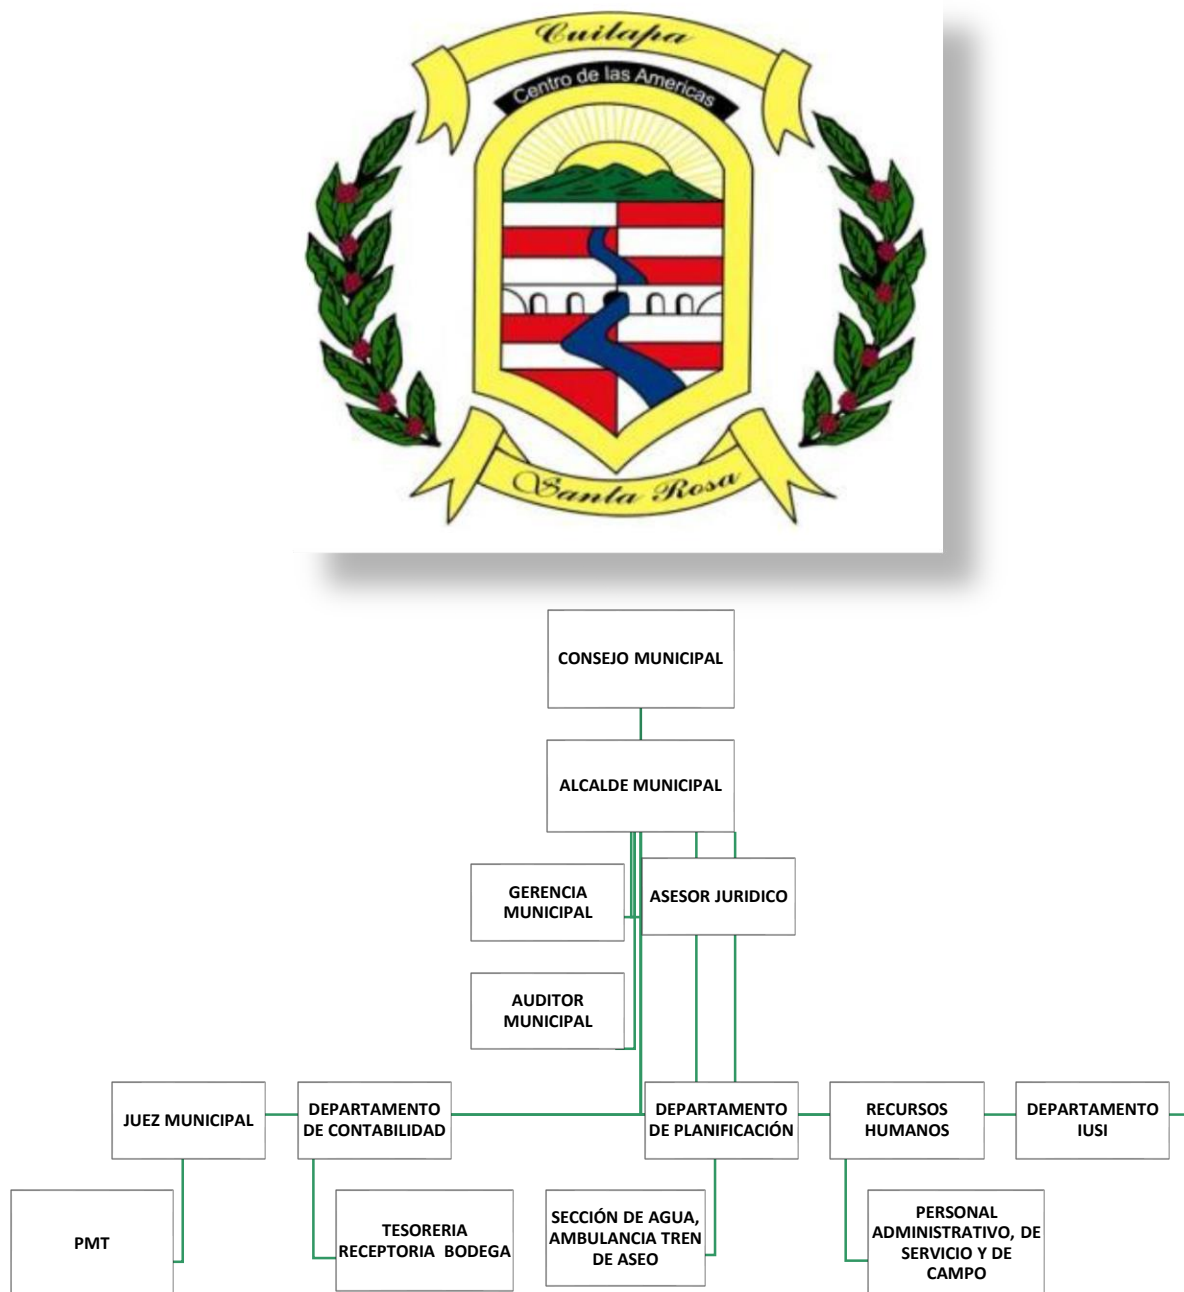 Cuilapa
Centro de las Americas
Santa Rosa
CONSEJO MUNICIPAL
ALCALDE MUNICIPAL
GERENCIA
MUNICIPAL
ASESOR JURIDICO
AUDITOR
MUNICIPAL
JUEZ MUNICIPAL
DEPARTAMENTO
DE CONTABILIDAD
DEPARTAMENTO
DE PLANIFICACIÓN
RECURSOS
HUMANOS
DEPARTAMENTO
IUSI
PMT
TESORERIA
RECEPTORIA BODEGA
SECCIÓN DE AGUA,
AMBULANCIA TREN
DE ASEO
PERSONAL
ADMINISTRATIVO, DE
SERVICIO Y DE
CAMPO